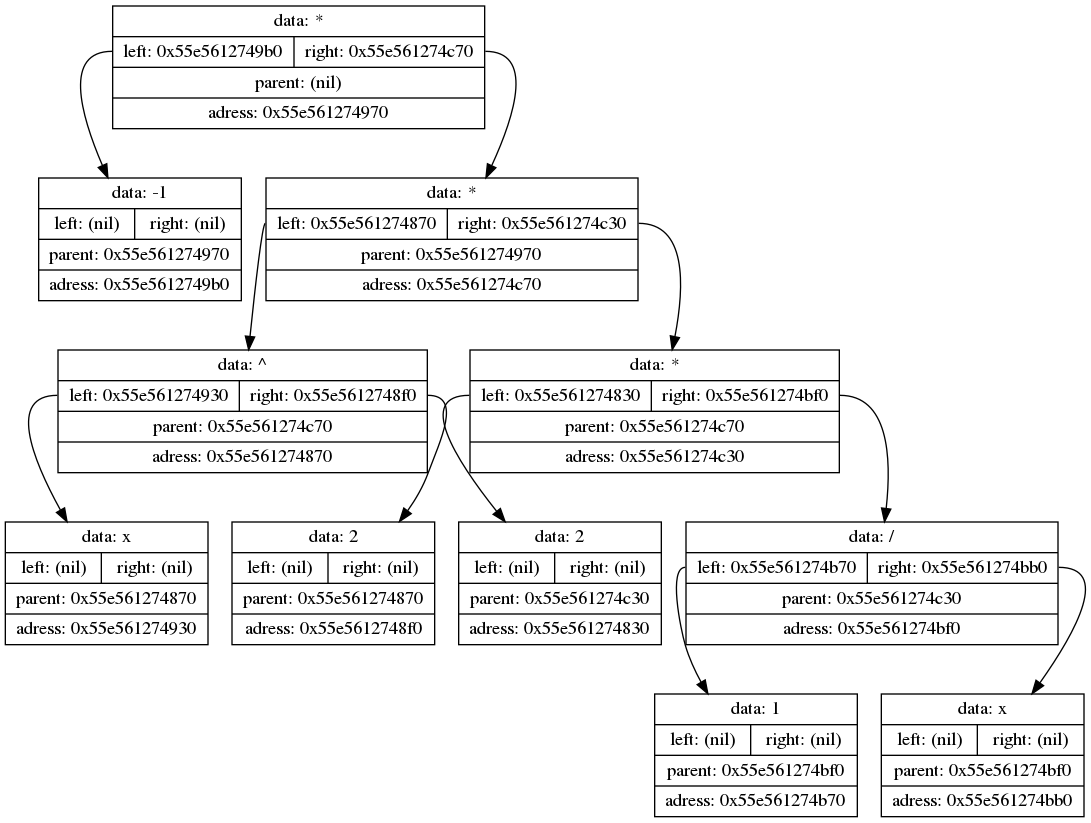 data: *
left: 0x55e5612749b0 right: 0x55e561274c70
parent: (nil)
adress: 0x55e561274970
data: -1
left: (nil) right: (nil)
parent: 0x55e561274970
adress: 0x55e5612749b0
data: *
left: 0x55e561274870 right: 0x55e561274c30
parent: 0x55e561274970
adress: 0x55e561274c70
data: ^
left: 0x55e561274930 right: 0x55e5612748f0
parent: 0x55e561274c70
adress: 0x55e561274870
data: *
left: 0x55e561274830 right: 0x55e561274bf0
parent: 0x55e561274c70
adress: 0x55e561274c30
data: x
left: (nil) right: (nil)
parent: 0x55e561274870
adress: 0x55e561274930
data: 2
left: (nil) right: (nil)
parent: 0x55e561274870
adress: 0x55e5612748f0
data: 2
left: (nil) right: (nil)
parent: 0x55e561274c30
adress: 0x55e561274830
data: /
left: 0x55e561274b70 right: 0x55e561274bb0
parent: 0x55e561274c30
adress: 0x55e561274bf0
data: 1
left: (nil) right: (nil)
parent: 0x55e561274bf0
adress: 0x55e561274b70
data: x
left: (nil) right: (nil)
parent: 0x55e561274bf0
adress: 0x55e561274bb0